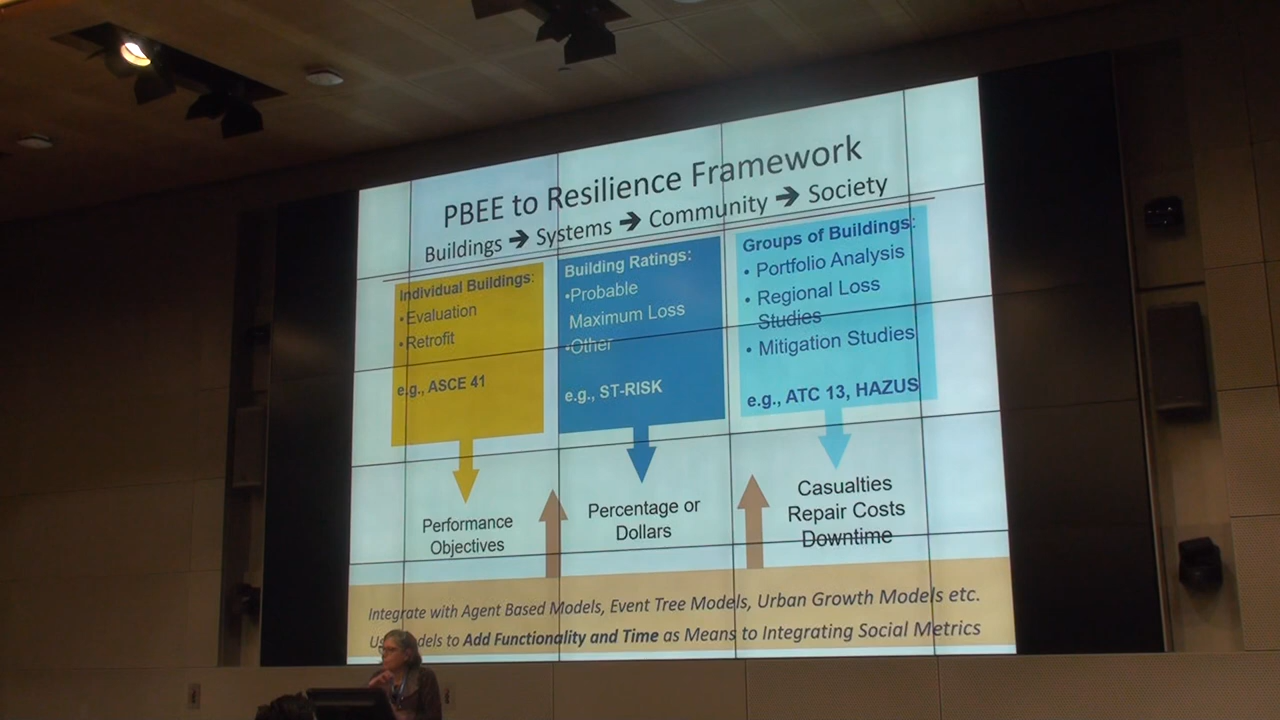 PBEE to Resilience Framework
Buildings ➔ Systems ➔ Community ➔ Society
Individual Buildings:
•Evaluation
•Retrofit
e.g., ASCE 41
Building Ratings:
•Probable
Maximum Loss
•Other
e.g., ST-RISK
Groups of Buildings:
• Portfolio Analysis
• Regional Loss
Studies
• Mitigation Studies
e.g., ATC 13, HAZUS
Performance
Objectives
Percentage or
Dollars
Casualties
Repair Costs
Downtime
Integrate with Agent Based Models, Event Tree Models, Urban Growth Models etc.
to Add Functionality and Time as Means to Integrating Social Metrics